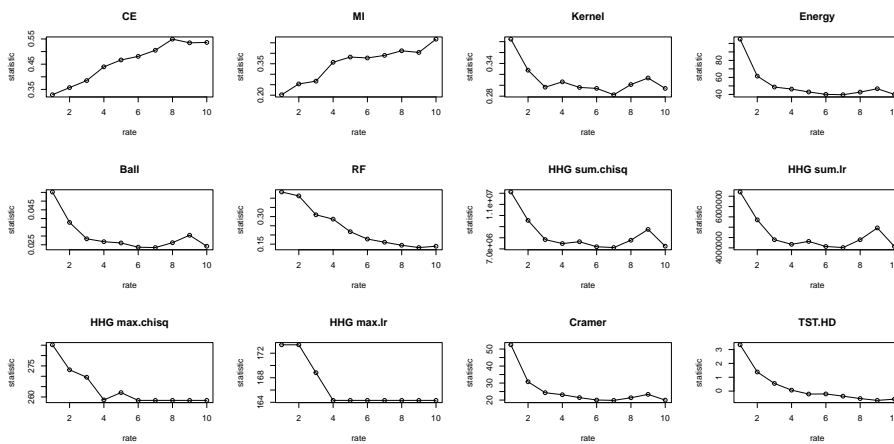 CE
statistic
0.35 0.45 0.55
2 4 6 8 10
rate
MI
statistic
0.20 0.35
2 4 6 8 10
rate
Kernel
statistic
0.28 0.34
2 4 6 8 10
rate
Energy
statistic
40 60 80
2 4 6 8 10
rate
Ball
statistic
0.025 0.045
2 4 6 8 10
rate
RF
statistic
0.15 0.30
2 4 6 8 10
rate
HHG sum.chisq
statistic
7.0e+06 1.1e+07
2 4 6 8 10
rate
HHG sum.lr
statistic
4000000 6000000
2 4 6 8 10
rate
HHG max.chisq
statistic
260 275
2 4 6 8 10
rate
HHG max.lr
statistic
164 168 172
2 4 6 8 10
rate
Cramer
statistic
20 30 40 50
2 4 6 8 10
rate
TST.HD
statistic
0 1 2 3
2 4 6 8 10
rate